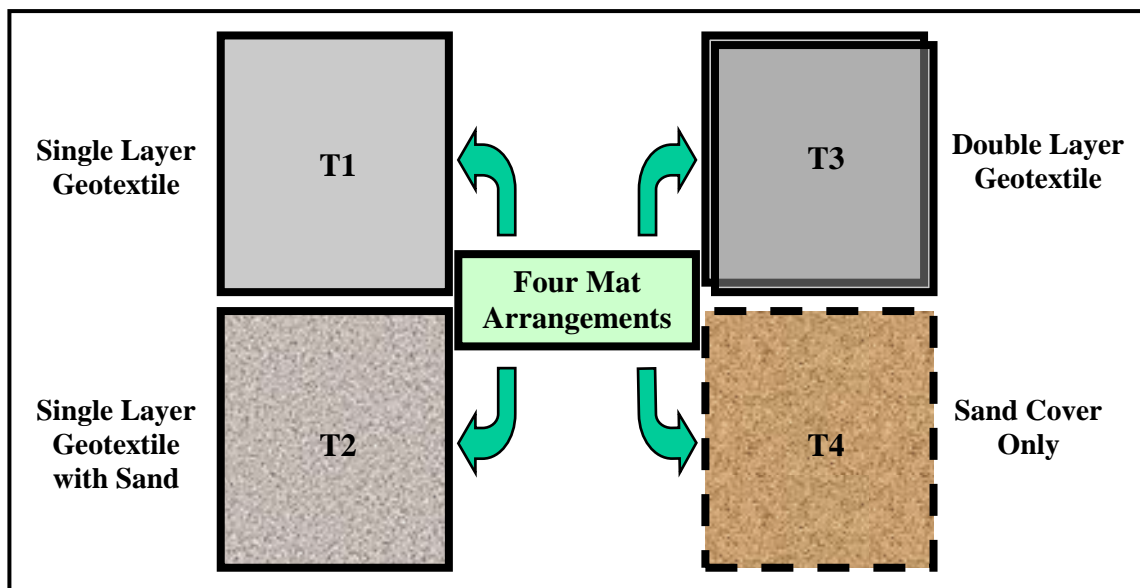 Single Layer
Geotextile
T1
T3
Double Layer
Geotextile
Four Mat
Arrangements
Single Layer
Geotextile
with Sand
T2
T4
Sand Cover
Only